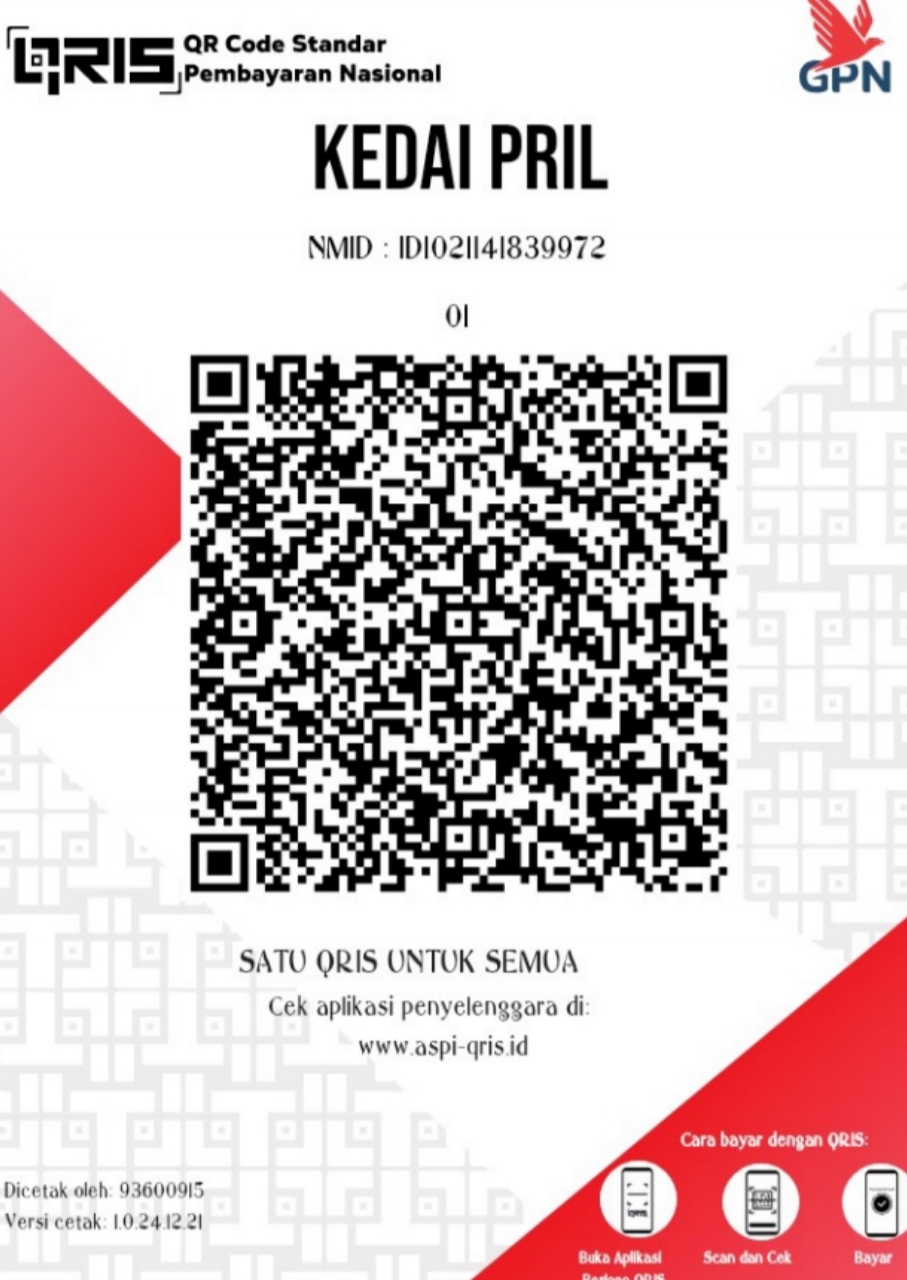 QRIS QR Code Standar
Pembayaran Nasional
GPN
KEDAI PRIL
NMID : ID1021141839972
01
SATU QRIS UNTUK SEMUA
Cek aplikasi penyelenggara di:
www.aspi-qris.id
Cara bayar dengan QRIS:
Dicetak oleh: 93600915
Versi cetak: 1.0.24.12.21
Buka Aplikasi
Scan dan Cek
Bayar
QRIS